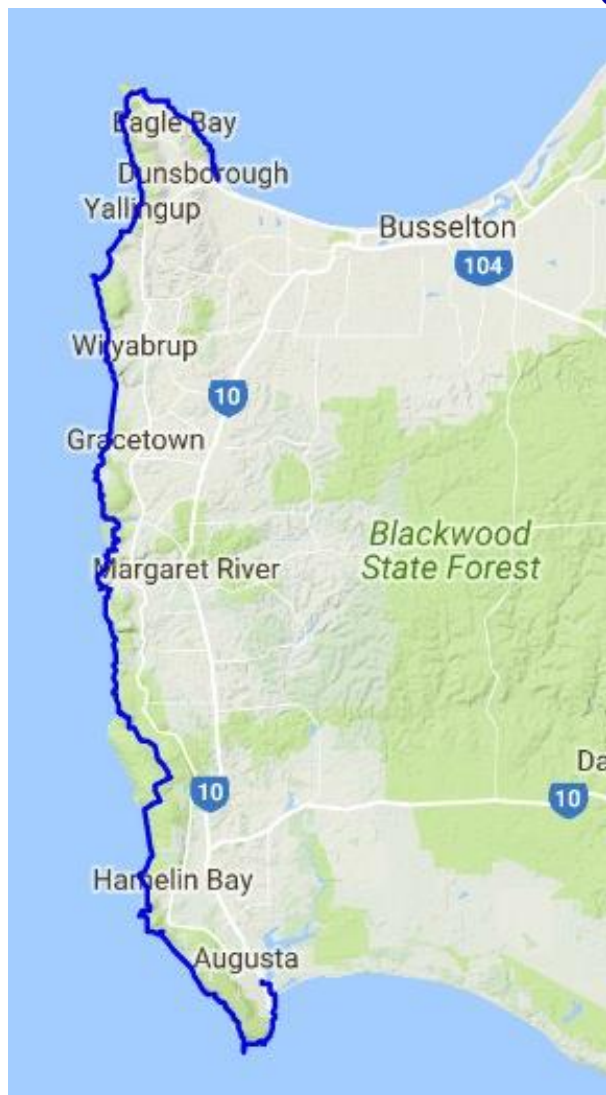 Eagle Bay
Dunsborough
Yallingup
Busselton
104
Wilyabrup
10
Gracetown
Blackwood
State Forest
Margaret River
Da
10
10
Hamelin Bay
Augusta